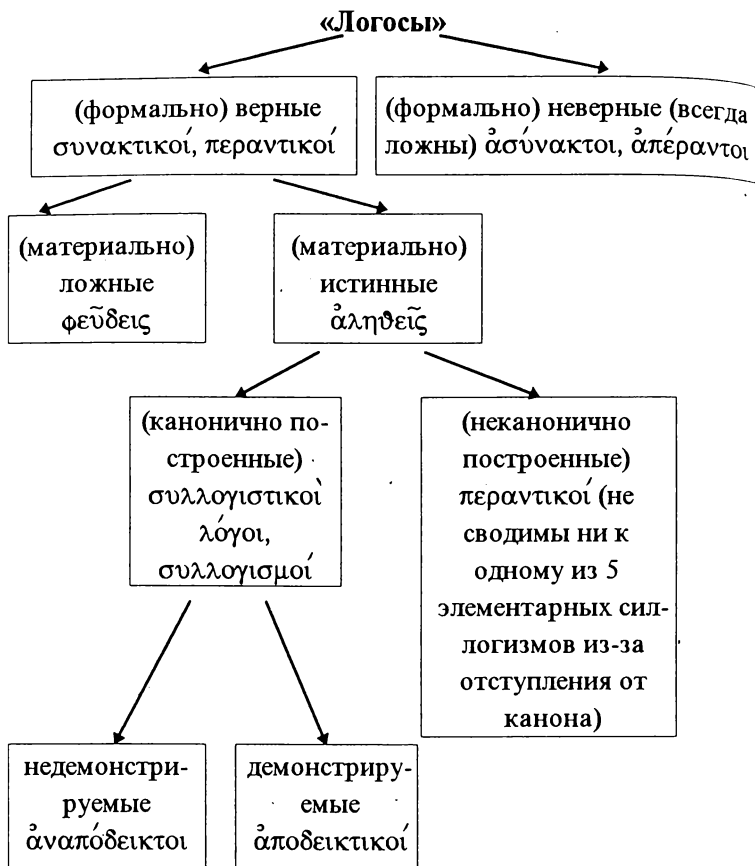 «Логосы»
(формально) верные
συνακτικοί, περαντικοί
(формально) неверные (всегда
ложны) ἀσύνακτοι, ἀπέραντοι
(материально)
ложные
φεῦδεις
(материально)
истинные
ἀληθεῖς
(канонично по-
строенные)
συλλογιστικοὶ
λόγοι,
συλλογισμοί
(неканонично
построенные)
περαντικοί (не
сводимы ни к
одному из 5
элементарных сил-
логизмов из-за
отступления от
канона)
недемонстри-
руемые
ἀναπόδεικτοι
демонстриру-
емые
ἀποδεικτικοί